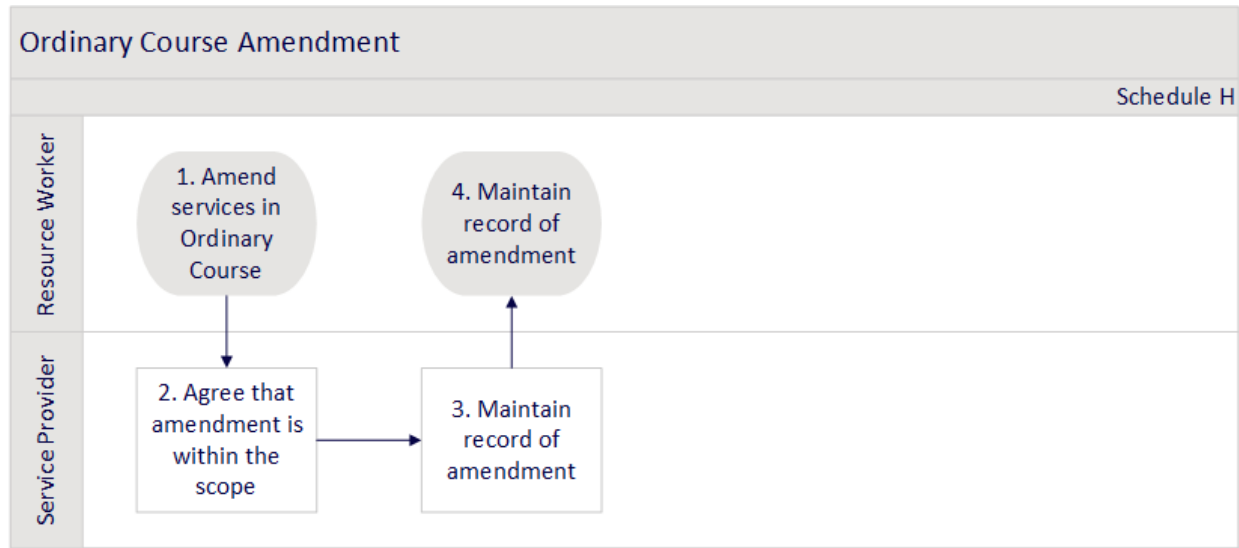 Ordinary Course Amendment
Schedule H
Resource Worker
1. Amend
services in
Ordinary
Course
4. Maintain
record of
amendment
Service Provider
2. Agree that
amendment is
within the
scope
3. Maintain
record of
amendment